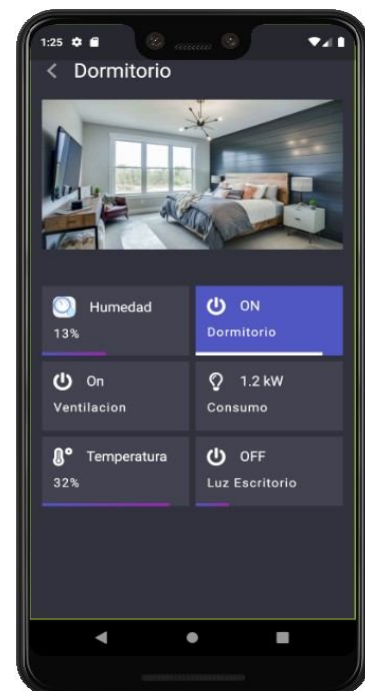 1:25
Dormitorio
Humedad
13%
ON
Dormitorio
On
Ventilacion
1.2 kW
Consumo
Temperatura
32%
OFF
Luz Escritorio